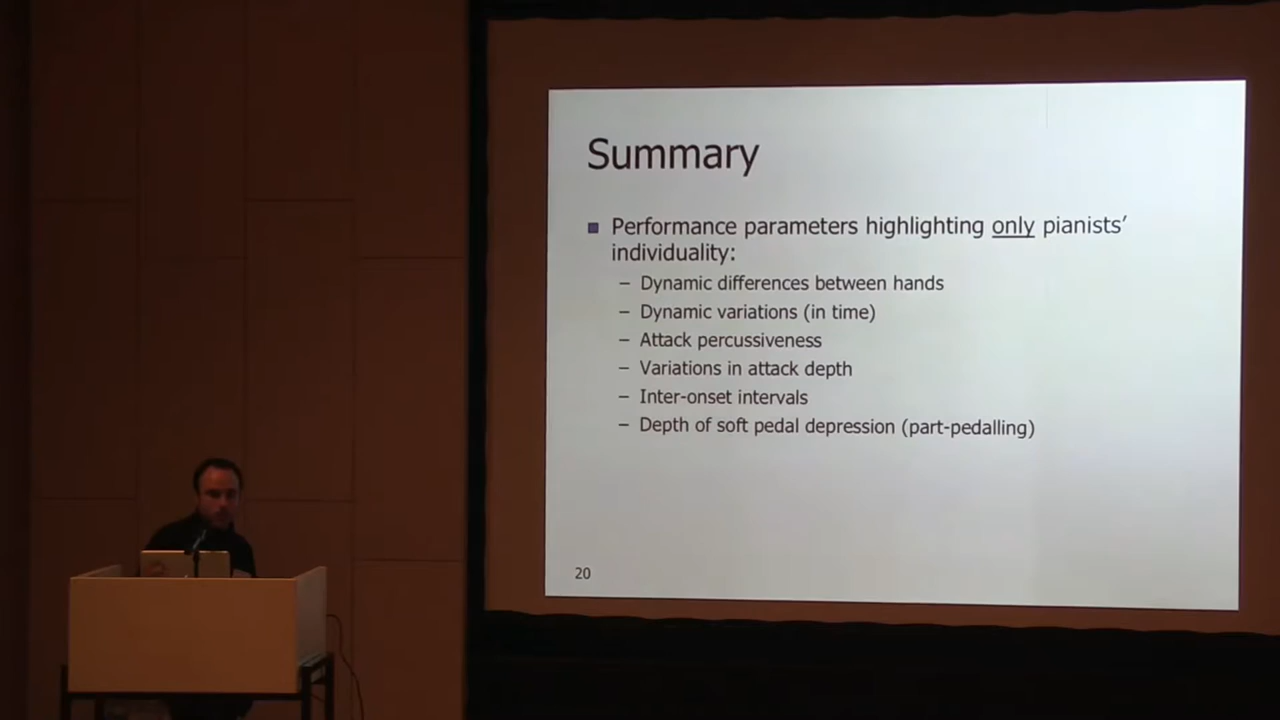 Summary
Performance parameters highlighting only pianists’
individuality:
– Dynamic differences between hands
– Dynamic variations (in time)
– Attack percussiveness
– Variations in attack depth
– Inter-onset intervals
– Depth of soft pedal depression (part-pedalling)
20